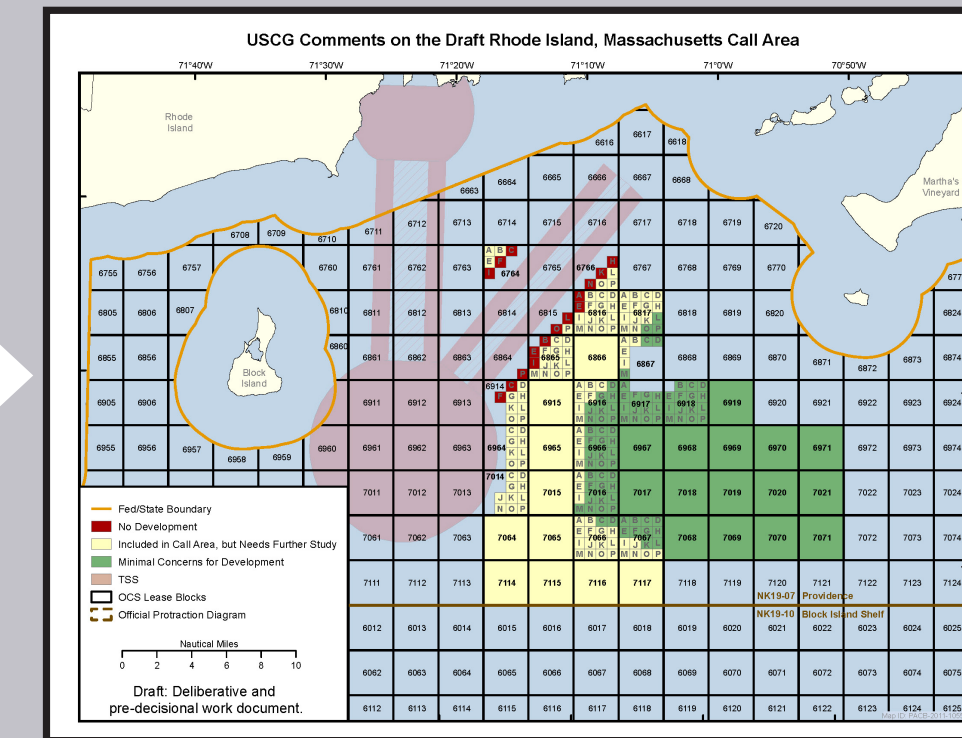 USCG Comments on the Draft Rhode Island, Massachusetts Call Area
71°40'W 71°30'W 71°20'W 71°10'W 71°0'W 70°50'W
Rhode
Island
Martha's
Vineyard
Block
Island
6616 6617 6618
6663 6664 6665 6666 6667 6668
6708 6709 6710 6711 6712 6713 6714 6715 6716 6717 6718 6719 6720
6755 6756 6757 6760 6761 6762 6763 6764 6765 6766 6767 6768 6769 6770 677
6805 6806 6807 6810 6811 6812 6813 6814 6815 6816 6817 6818 6819 6820 6824
6855 6856 6860 6861 6862 6863 6864 6865 6866 6867 6868 6869 6870 6871 6872 6873 6874
6905 6906 6911 6912 6913 6914 6915 6916 6917 6918 6919 6920 6921 6922 6923 6924
6955 6956 6957 6958 6959 6960 6961 6962 6963 6964 6965 6966 6967 6968 6969 6970 6971 6972 6973 6974
7011 7012 7013 7014 7015 7016 7017 7018 7019 7020 7021 7022 7023 7024
7061 7062 7063 7064 7065 7066 7067 7068 7069 7070 7071 7072 7073 7074
7111 7112 7113 7114 7115 7116 7117 7118 7119 7120 7121 7122 7123 7124
NK19-07 Providence
NK19-10 Block Island Shelf
6012 6013 6014 6015 6016 6017 6018 6019 6020 6021 6022 6023 6024 6025
6062 6063 6064 6065 6066 6067 6068 6069 6070 6071 6072 6073 6074 6075
6112 6113 6114 6115 6116 6117 6118 6119 6120 6121 6122 6123 6124 6125
Fed/State Boundary
No Development
Included in Call Area, but Needs Further Study
Minimal Concerns for Development
TSS
OCS Lease Blocks
Official Protraction Diagram
Nautical Miles
0 2 4 6 8 10
Draft: Deliberative and
pre-decisional work document.